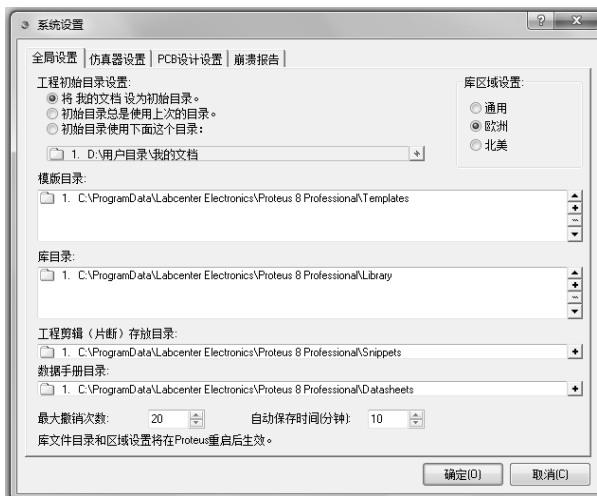 系统设置
全局设置 仿真器设置 PCB设计设置 崩溃报告
工程初始目录设置:
将 我的文档 设为初始目录。
初始目录总是使用上次的目录。
初始目录使用下面这个目录:
1. D:\用户目录\我的文档
库区域设置:
通用
欧洲
北美
模版目录:
1. C:\ProgramData\Labcenter Electronics\Proteus 8 Professional\Templates
库目录:
1. C:\ProgramData\Labcenter Electronics\Proteus 8 Professional\Library
工程剪辑（片断）存放目录:
1. C:\ProgramData\Labcenter Electronics\Proteus 8 Professional\Snippets
数据手册目录:
1. C:\ProgramData\Labcenter Electronics\Proteus 8 Professional\Datasheets
最大撤销次数: 20 自动保存时间(分钟): 10
库文件目录和区域设置将在Proteus重启后生效。
确定(O) 取消(C)